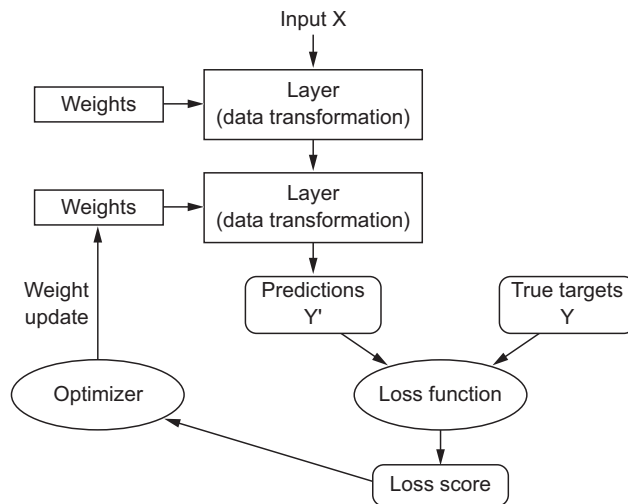 Input X
Layer
(data transformation)
Weights
Layer
(data transformation)
Weights
Weight
update
Predictions
Y'
True targets
Y
Optimizer
Loss function
Loss score